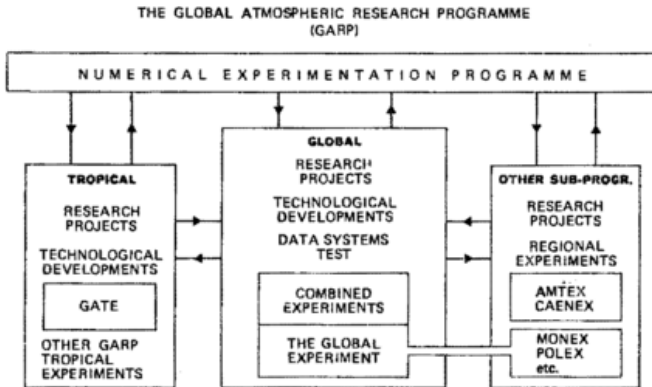 THE GLOBAL ATMOSPHERIC RESEARCH PROGRAMME
(GARP)
NUMERICAL EXPERIMENTATION PROGRAMME
TROPICAL
RESEARCH
PROJECTS
TECHNOLOGICAL
DEVELOPMENTS
GATE
OTHER GARP
TROPICAL
EXPERIMENTS
GLOBAL
RESEARCH
PROJECTS
TECHNOLOGICAL
DEVELOPMENTS
DATA SYSTEMS
TEST
COMBINED
EXPERIMENTS
THE GLOBAL
EXPERIMENT
OTHER SUB-PROGR.
RESEARCH
PROJECTS
REGIONAL
EXPERIMENTS
AMTEX
CAENEX
MONEX
POLEX
etc.